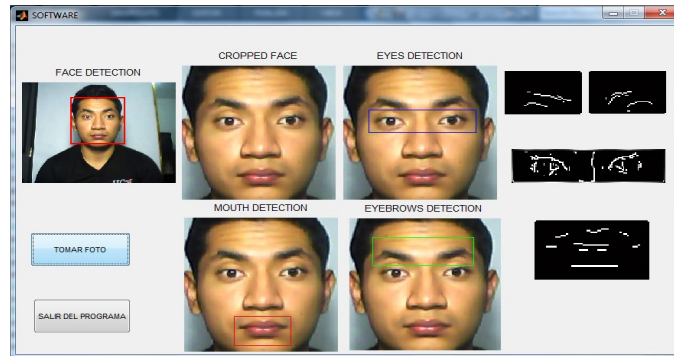 SOFTWARE
FACE DETECTION
CROPPED FACE
EYES DETECTION
MOUTH DETECTION
EYEBROWS DETECTION
TOMAR FOTO
SALIR DEL PROGRAMA